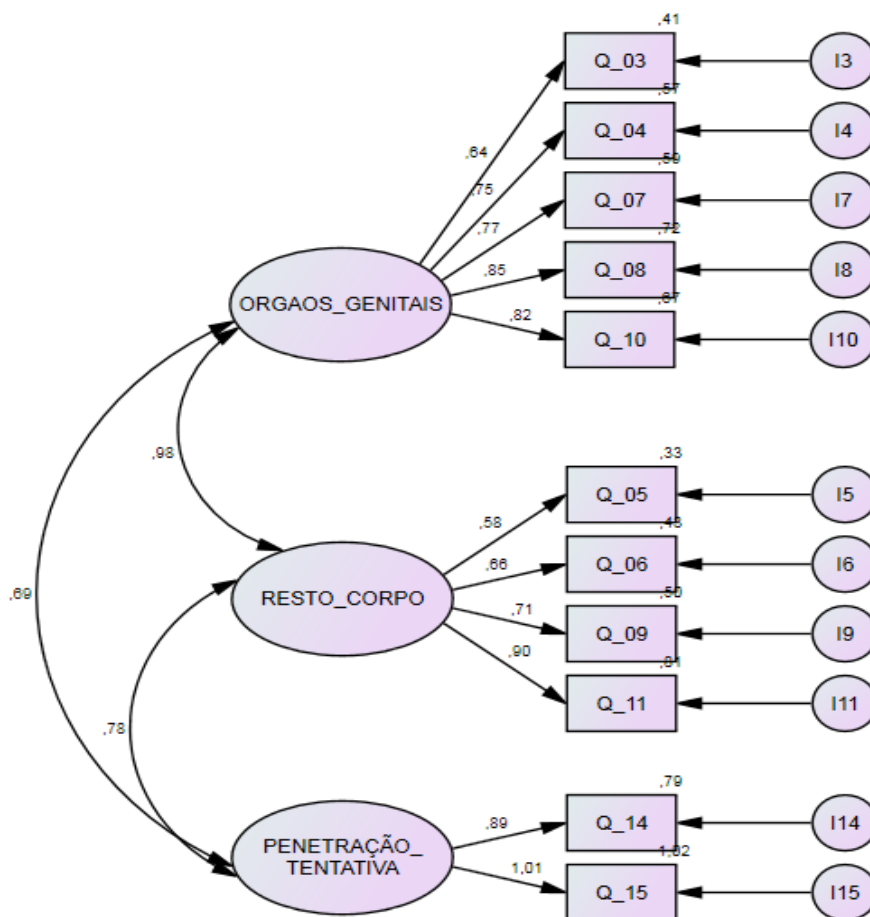 ,41
Q_03
I3
,57
Q_04
I4
,64
,59
,75
Q_07
I7
,77
,72
,85
Q_08
I8
ORGAOS_GENITAIS
,67
,82
Q_10
I10
,98
,33
Q_05
I5
,58
,43
,66
Q_06
I6
RESTO_CORPO
,50
,71
Q_09
I9
,69
,90
,81
Q_11
I11
,78
,79
,89
Q_14
I14
PENETRAÇÃO_
TENTATIVA
1,01
1,02
Q_15
I15